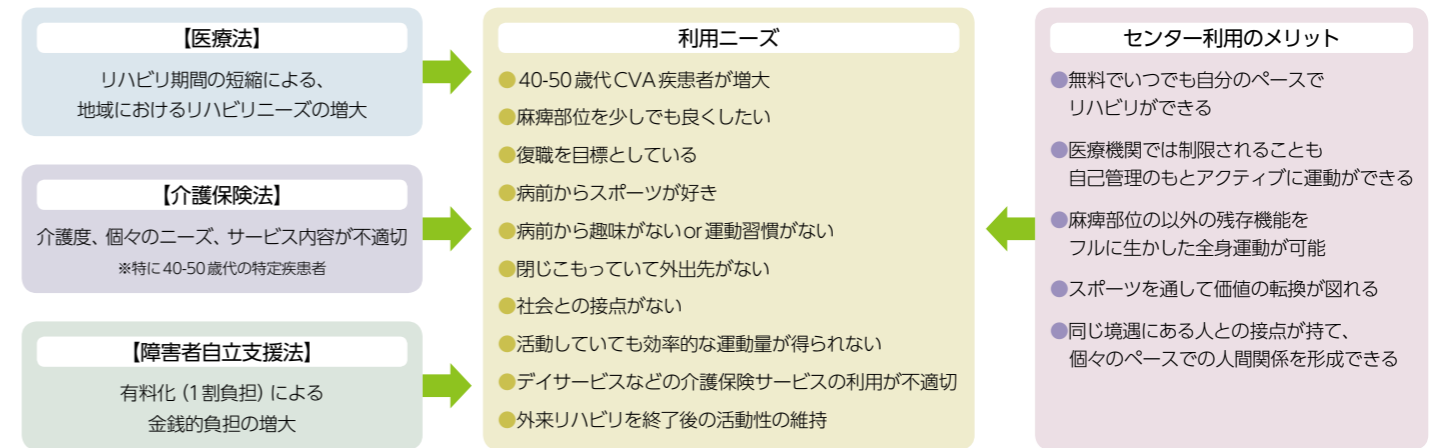 【医療法】
リハビリ期間の短縮による、
地域におけるリハビリニーズの増大
【介護保険法】
介護度、個々のニーズ、サービス内容が不適切
※特に40-50歳代の特定疾患者
【障害者自立支援法】
有料化(1割負担)による
金銭的負担の増大
利用ニーズ
●40-50歳代CVA疾患者が増大
●麻痺部位を少しでも良くしたい
●復職を目標としている
●病前からスポーツが好き
●病前から趣味がないor運動習慣がない
●閉じこもっていて外出先がない
●社会との接点がない
●活動していても効率的な運動量が得られない
●デイサービスなどの介護保険サービスの利用が不適切
●外来リハビリを終了後の活動性の維持
センター利用のメリット
●無料でいつでも自分のペースで
リハビリができる
●医療機関では制限されることも
自己管理のもとアクティブに運動ができる
●麻痺部位の以外の残存機能を
フルに生かした全身運動が可能
●スポーツを通して価値の転換が図れる
●同じ境遇にある人との接点が持て、
個々のペースでの人間関係を形成できる